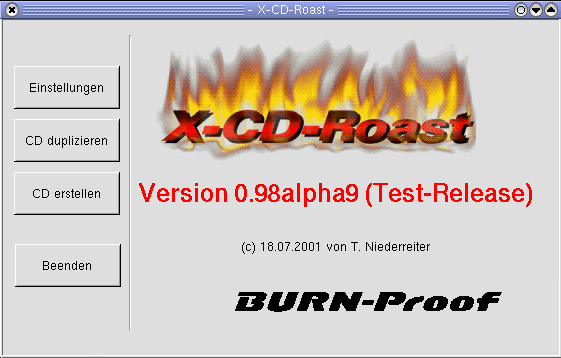 - X-CD-Roast -
Einstellungen
CD duplizieren
CD erstellen
Beenden
X-CD-Roast
Version 0.98alpha9 (Test-Release)
(c) 18.07.2001 von T. Niederreiter
BURN-Proof